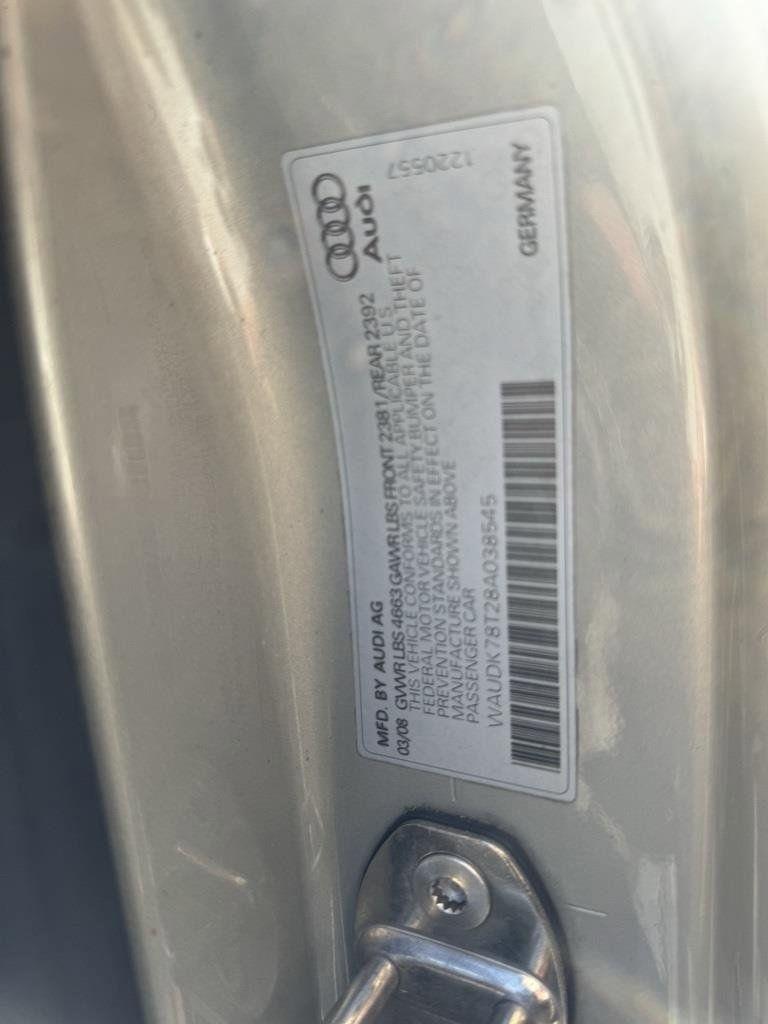 MFD. BY AUDI AG
03/08 GVWR LBS 4663 GAWR LBS FRONT 2381/REAR 2392
THIS VEHICLE CONFORMS TO ALL APPLICABLE U.S.
FEDERAL MOTOR VEHICLE SAFETY BUMPER AND THEFT
PREVENTION STANDARDS IN EFFECT ON THE DATE OF
MANUFACTURE SHOWN ABOVE
PASSENGER CAR
WAUDK78T28A038545
AUDI
1220557
GERMANY